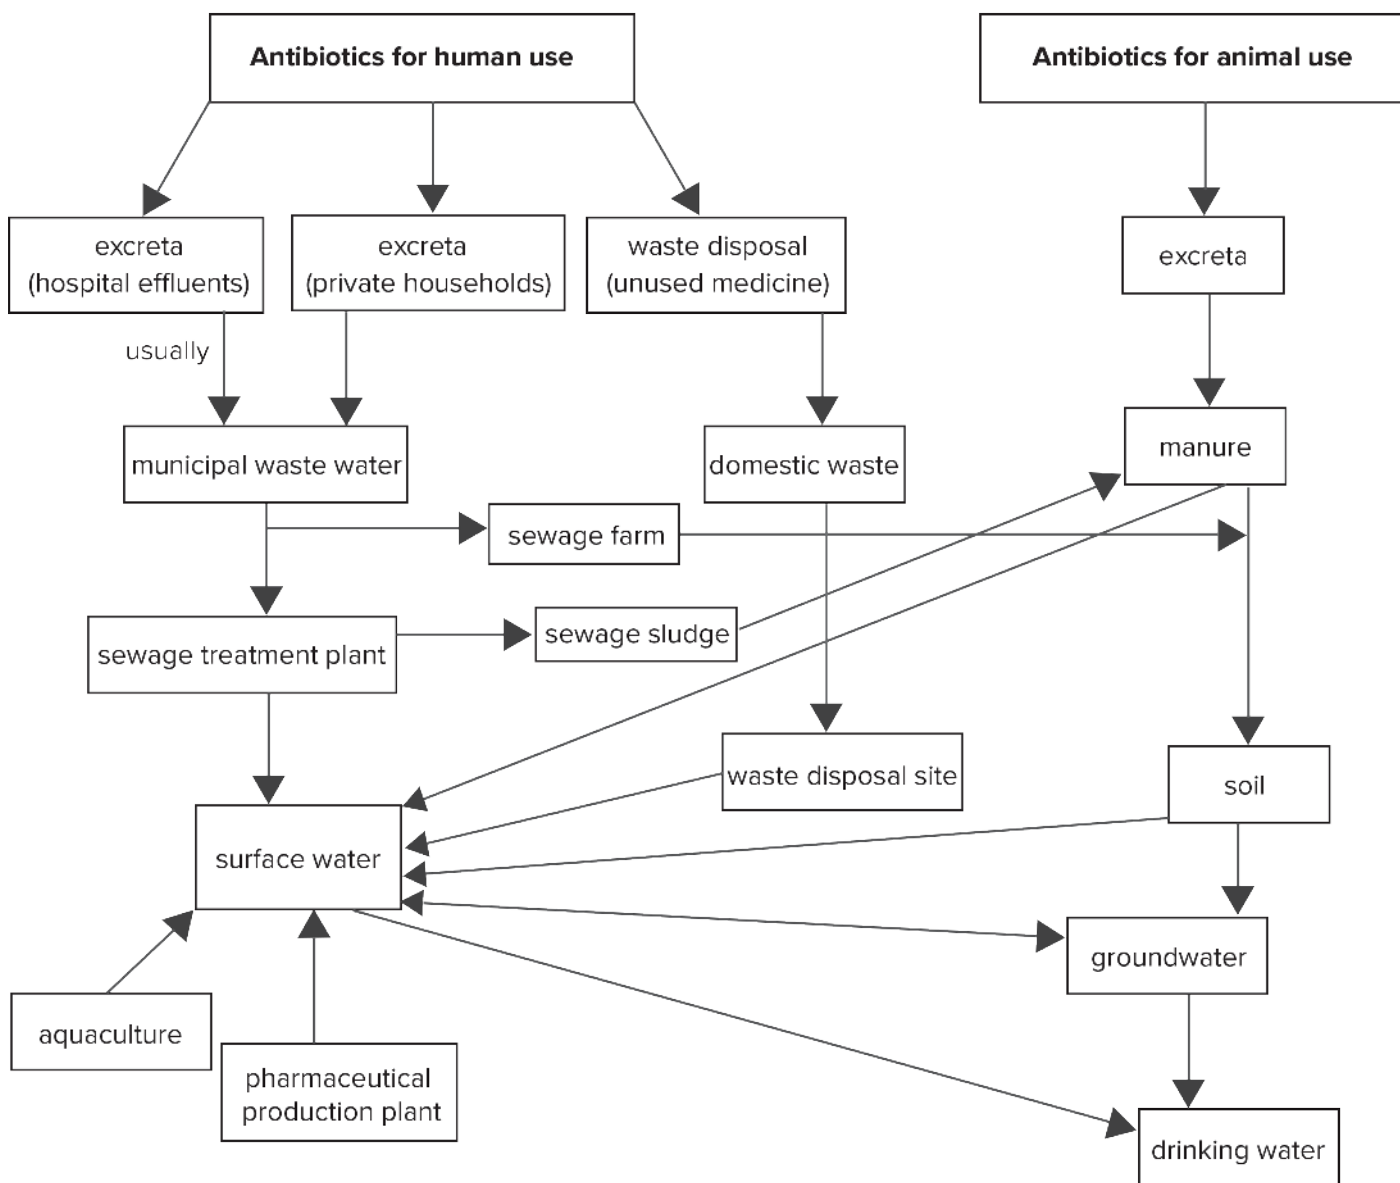 Antibiotics for human use
Antibiotics for animal use
excreta
(hospital effluents)
excreta
(private households)
waste disposal
(unused medicine)
excreta
usually
municipal waste water
domestic waste
manure
sewage farm
sewage treatment plant
sewage sludge
waste disposal site
soil
surface water
groundwater
aquaculture
pharmaceutical
production plant
drinking water